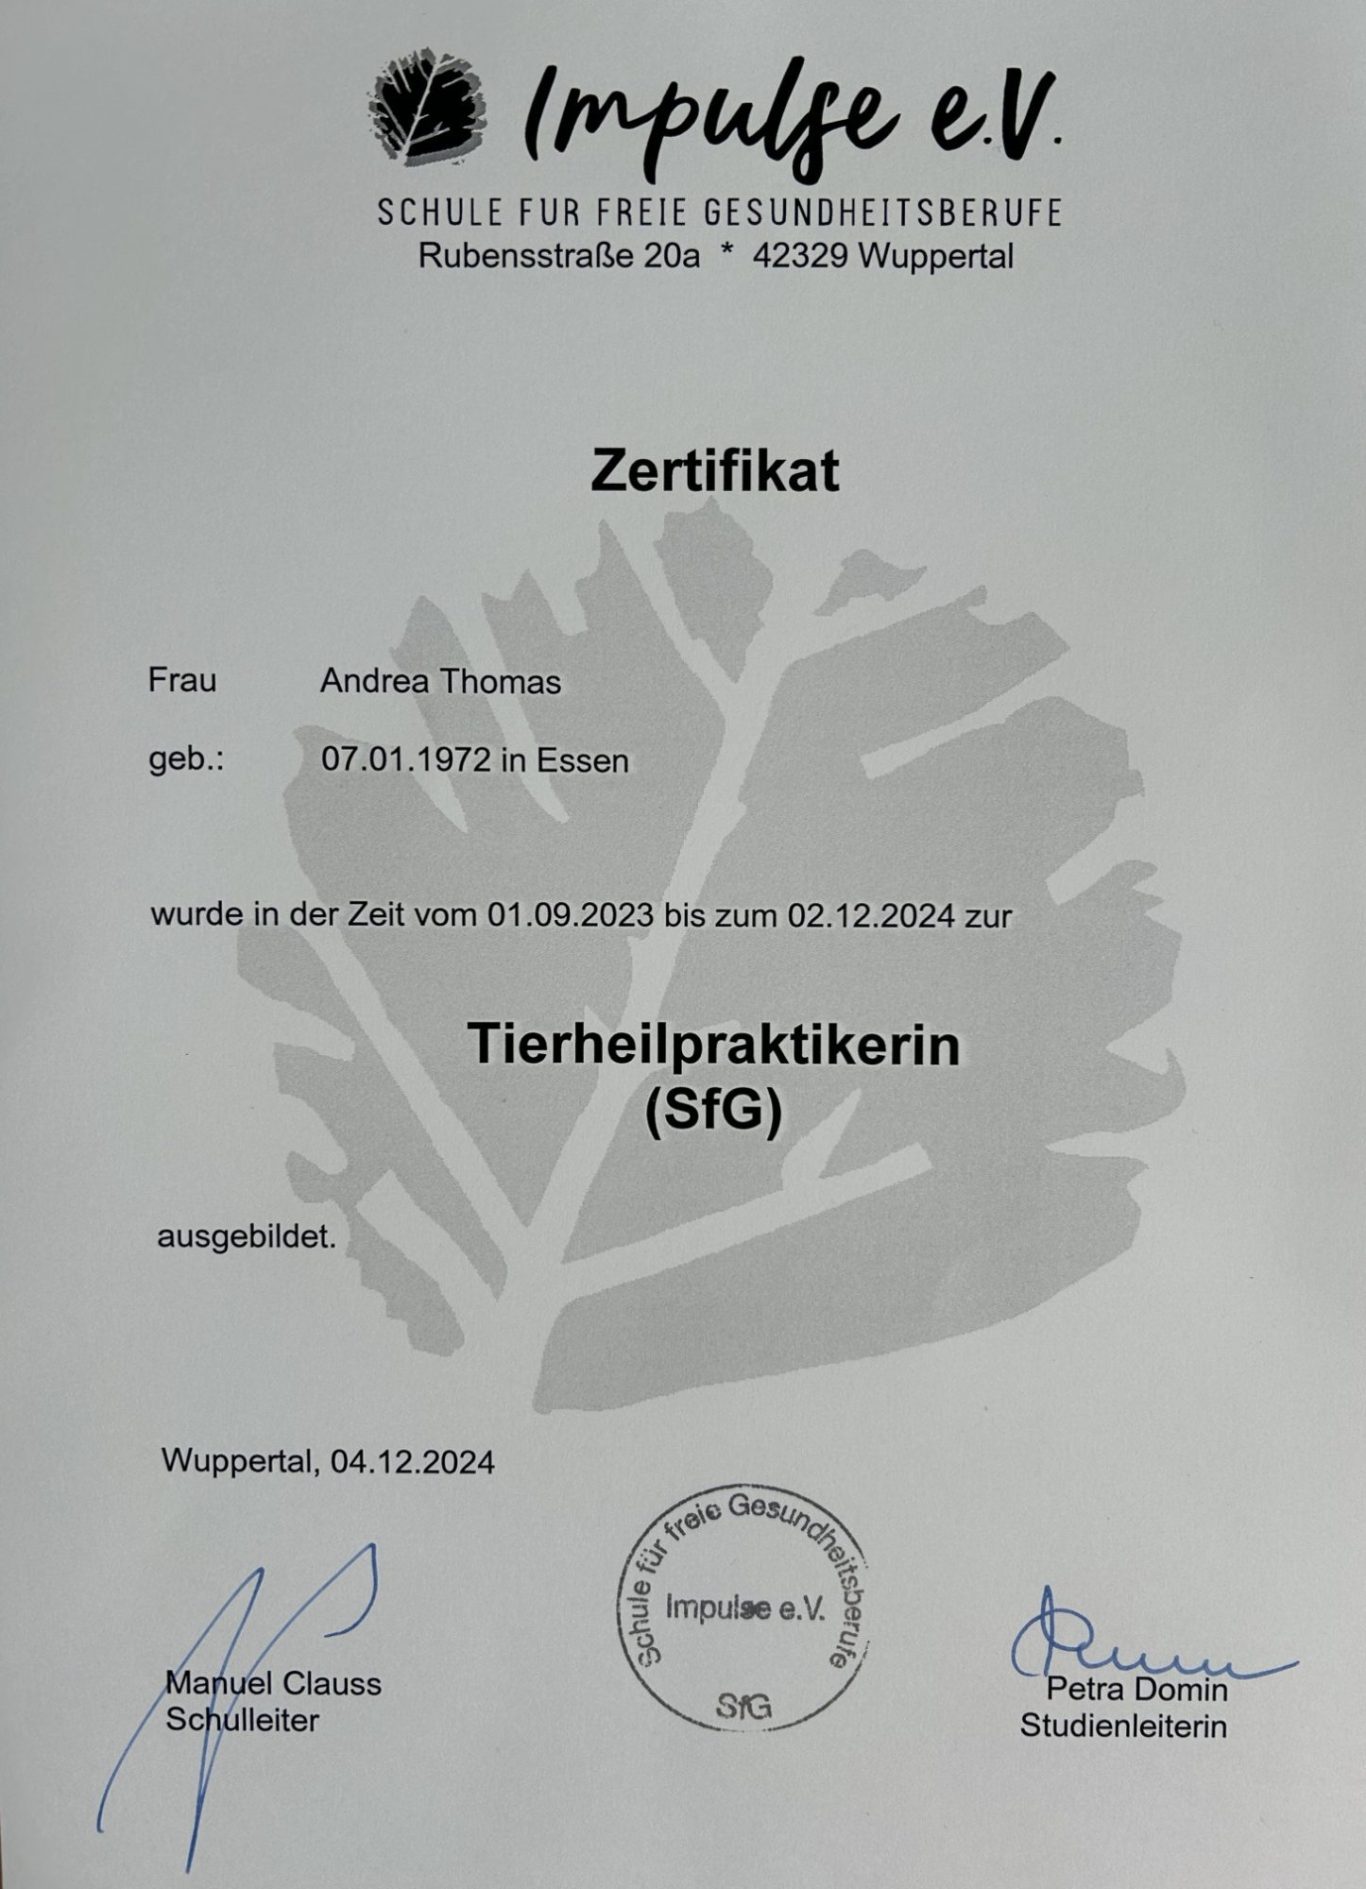 Impulse e.V.
SCHULE FÜR FREIE GESUNDHEITSBERUFE
Rubensstraße 20a * 42329 Wuppertal
Zertifikat
Frau Andrea Thomas
geb.: 07.01.1972 in Essen
wurde in der Zeit vom 01.09.2023 bis zum 02.12.2024 zur
Tierheilpraktikerin
(SfG)
ausgebildet.
Wuppertal, 04.12.2024
Schule für freie Gesundheitsberufe
Impulse e.V.
SfG
Manuel Clauss
Schulleiter
Petra Domin
Studienleiterin